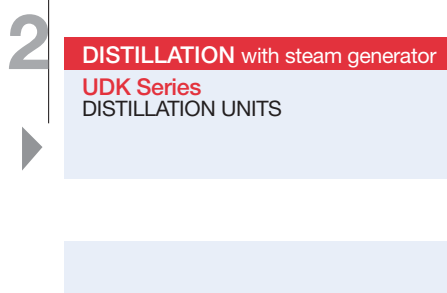 2
DISTILLATION with steam generator
UDK Series
DISTILLATION UNITS